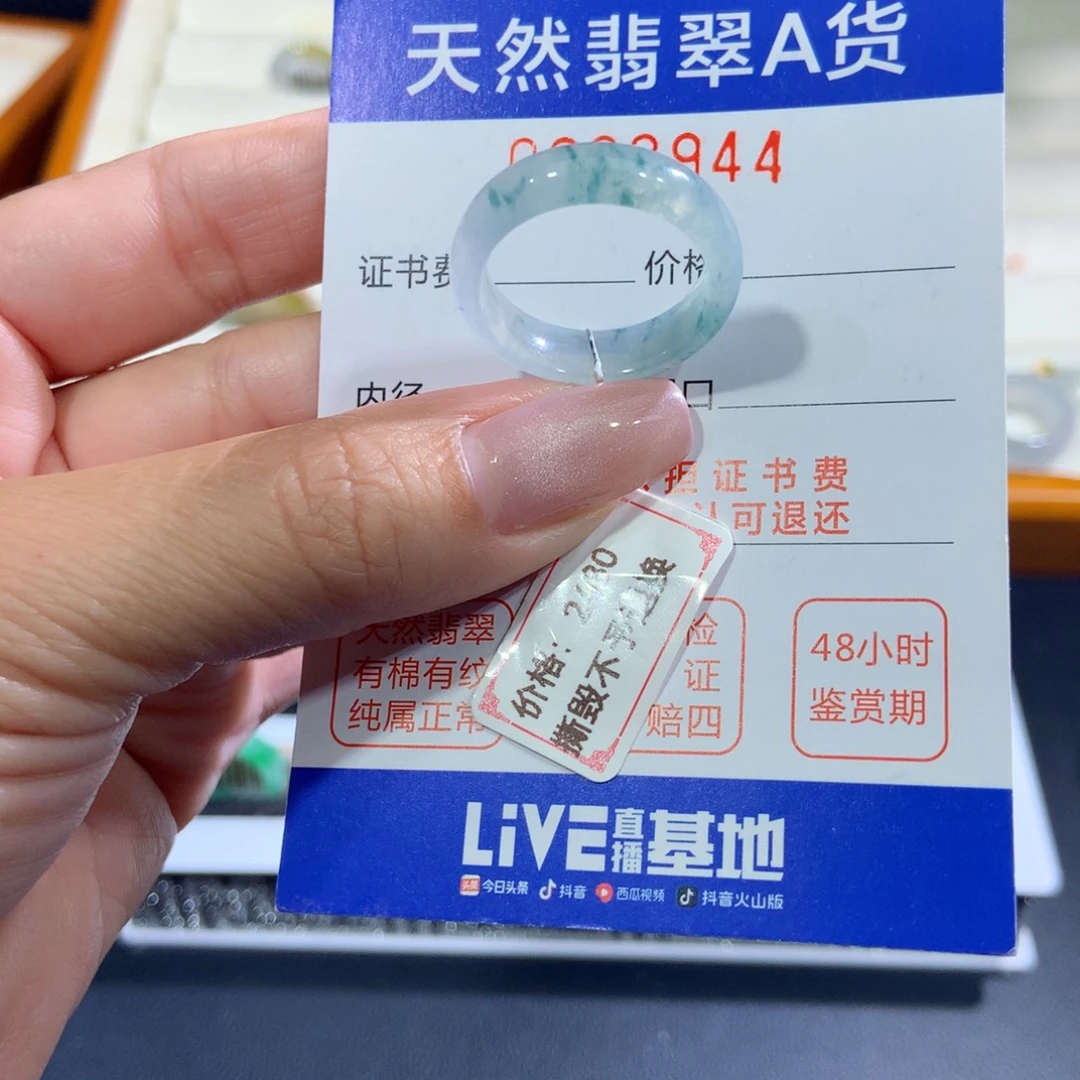 天然翡翠A货
944
证书费
价格
内径
口
担证书费
认可退还
价格：2480
撕毁不予退换
天然翡翠
有棉有纹
纯属正常
检
证
赔四
48小时
鉴赏期
LiVE直播基地
头条 今日头条 抖音 西瓜视频 抖音火山版